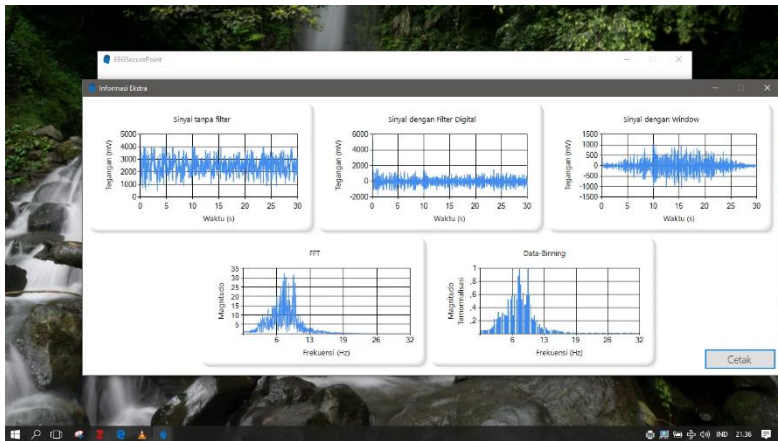 EEGSecurePoint
Informasi Ekstra
Sinyal tanpa filter
Tegangan (mV)
5000
4000
3000
2000
1000
0
0 5 10 15 20 25 30
Waktu (s)
Sinyal dengan Filter Digital
Tegangan (mV)
6000
4000
2000
0
-2000
0 5 10 15 20 25 30
Waktu (s)
Sinyal dengan Window
Tegangan (mV)
1500
1000
500
0
-500
-1000
-1500
0 5 10 15 20 25 30
Waktu (s)
FFT
Magnitudo
35
30
25
20
15
10
5
6 13 19 26 32
Frekuensi (Hz)
Data-Binning
Magnitudo
Ternormalisasi
1
,8
,6
,4
,2
6 13 19 26 32
Frekuensi (Hz)
Cetak
IND 21.36